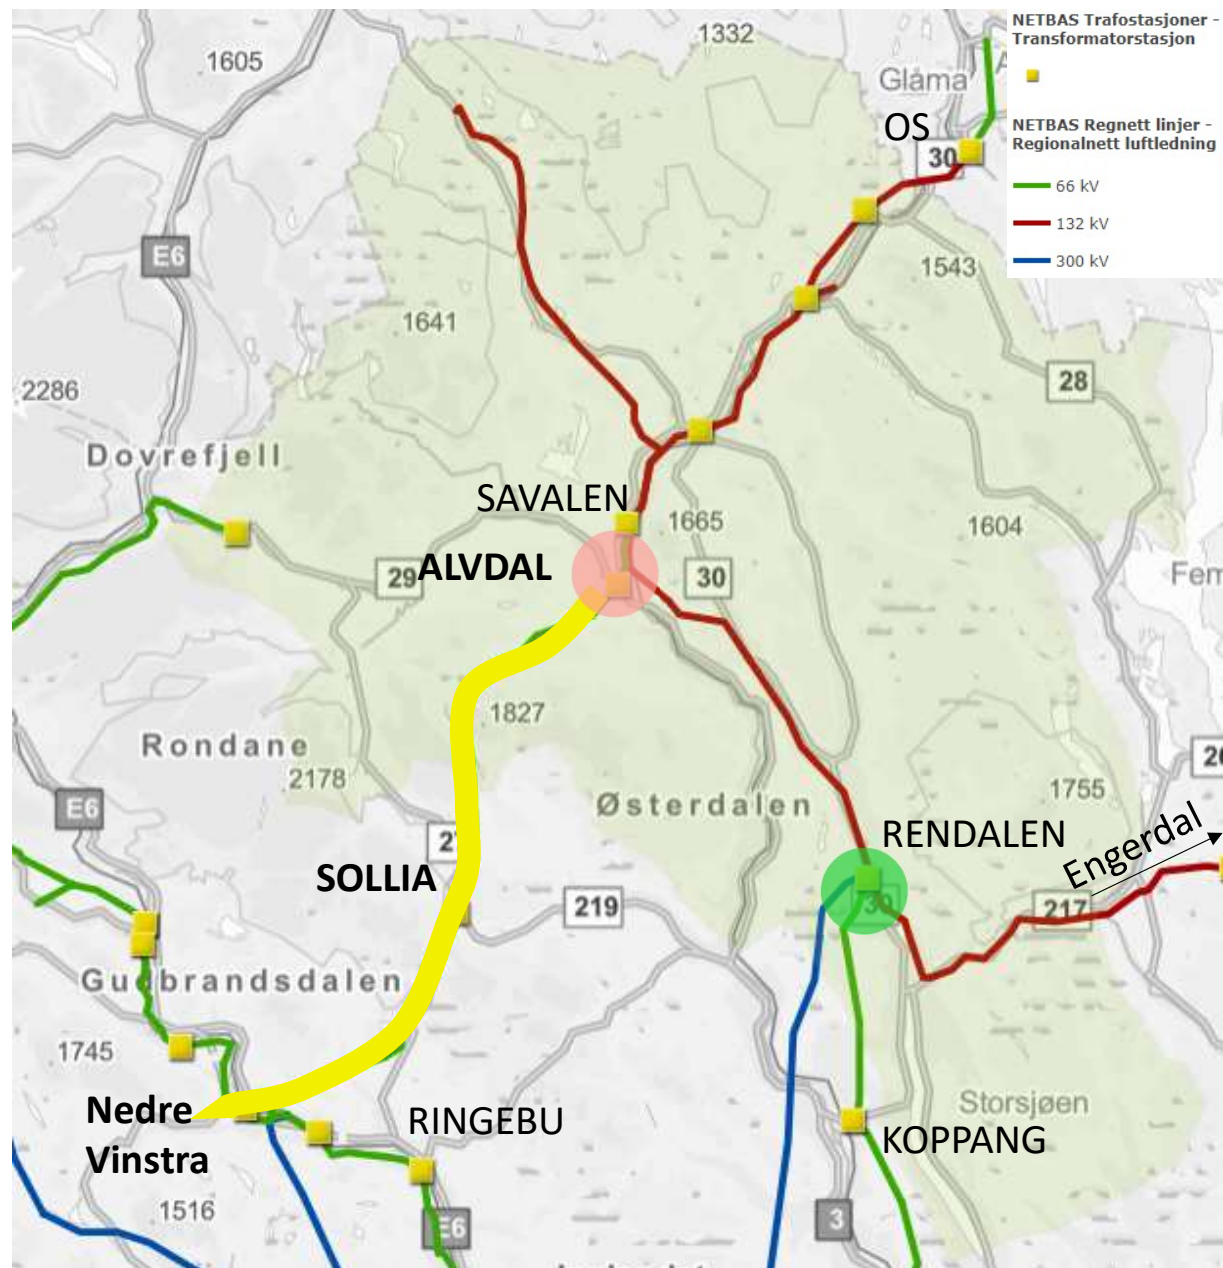 NETBAS Trafostasjoner -
Transformatorstasjon
NETBAS Regnett linjer -
Regionalnett luftledning
66 kV
132 kV
300 kV
1332
1605
Glåma
OS
30
E6
1543
1641
28
2286
Dovrefjell
SAVALEN
1665
1604
29
ALVDAL
30
Fem
1827
Rondane
2178
Østerdalen
1755
E6
RENDALEN
Engerdal
SOLLIA
219
30
217
Gudbrandsdalen
1745
Nedre
Vinstra
RINGEBU
Storsjøen
KOPPANG
1516
E6
3